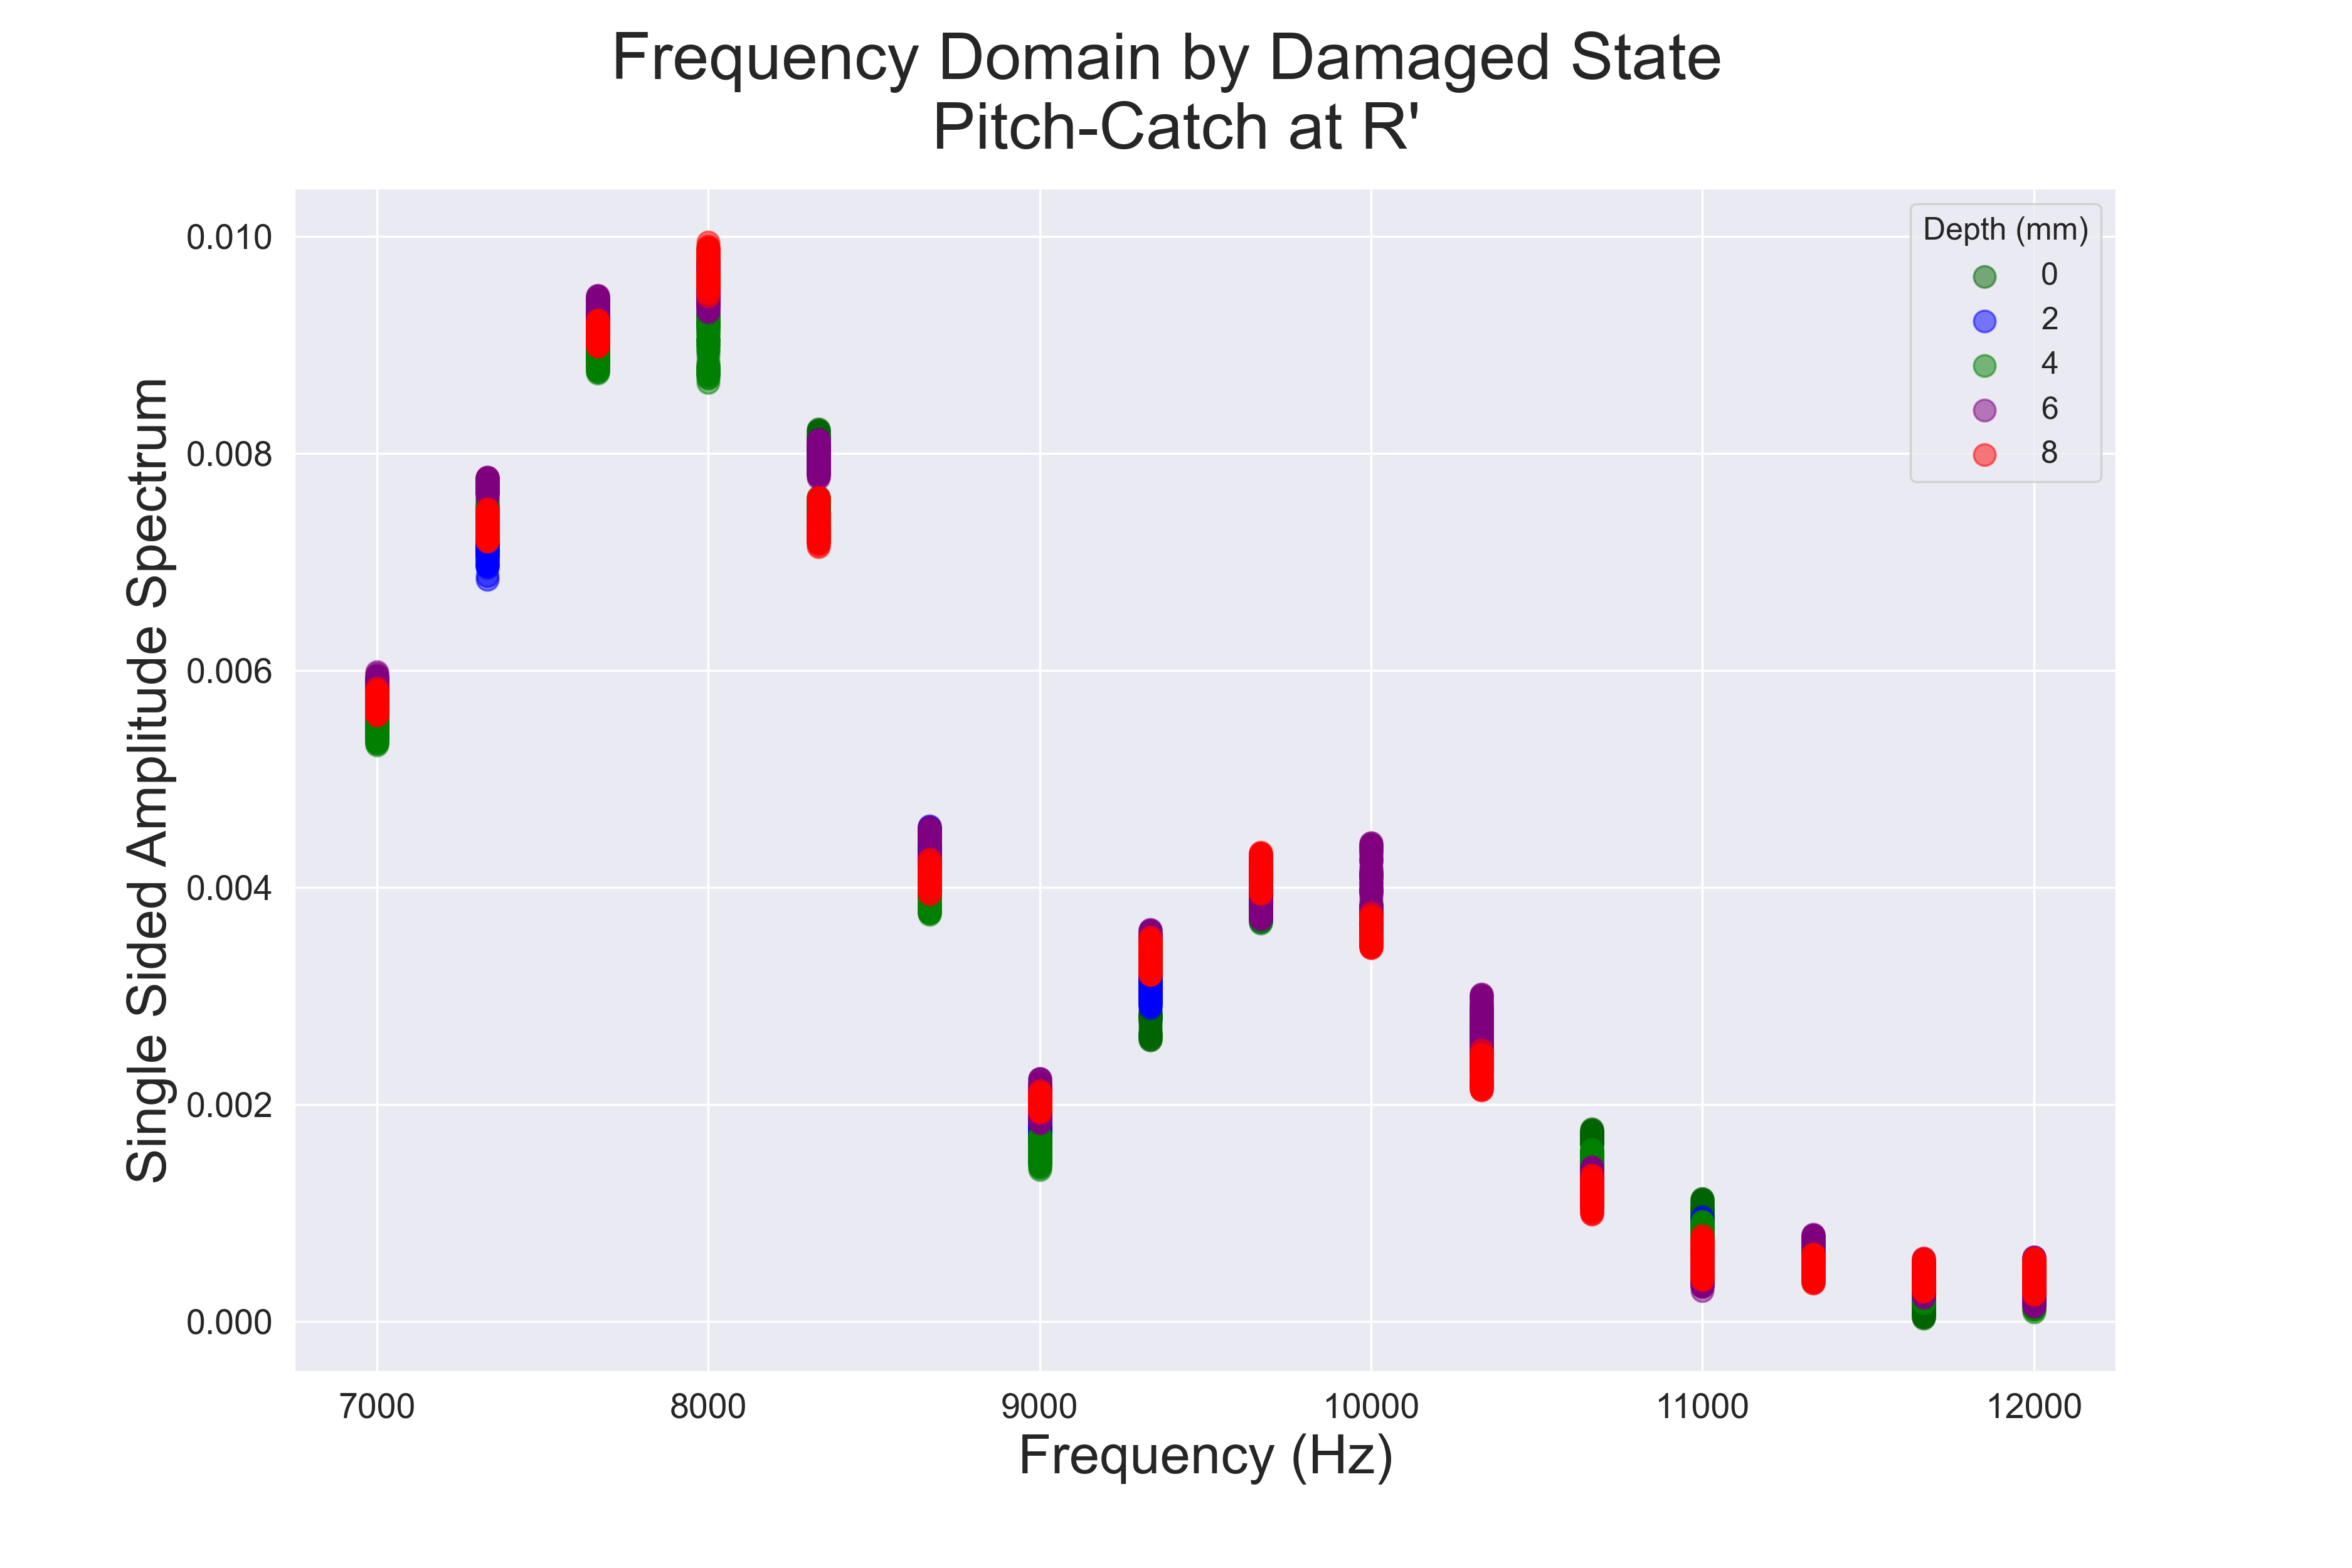 Frequency Domain by Damaged State
Pitch-Catch at R'
Single Sided Amplitude Spectrum
0.010
0.008
0.006
0.004
0.002
0.000
Depth (mm)
0
2
4
6
8
7000 8000 9000 10000 11000 12000
Frequency (Hz)